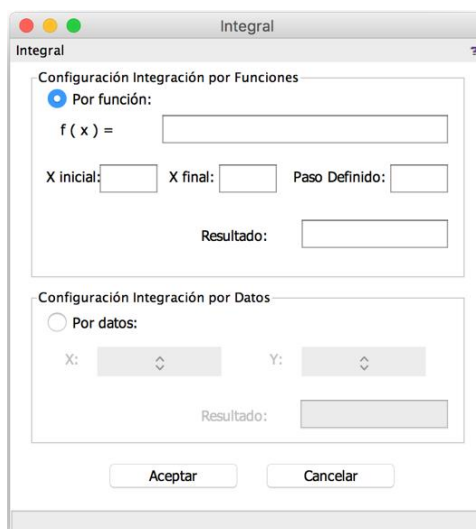 Integral
Integral ?
Configuración Integración por Funciones
Por función:
f ( x ) =
X inicial: X final: Paso Definido:
Resultado:
Configuración Integración por Datos
Por datos:
X: Y:
Resultado:
Aceptar Cancelar